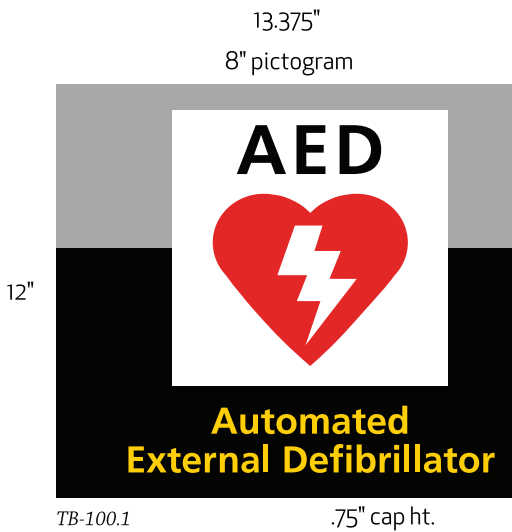 13.375"
8" pictogram
AED
12"
Automated
External Defibrillator
TB-100.1
.75" cap ht.